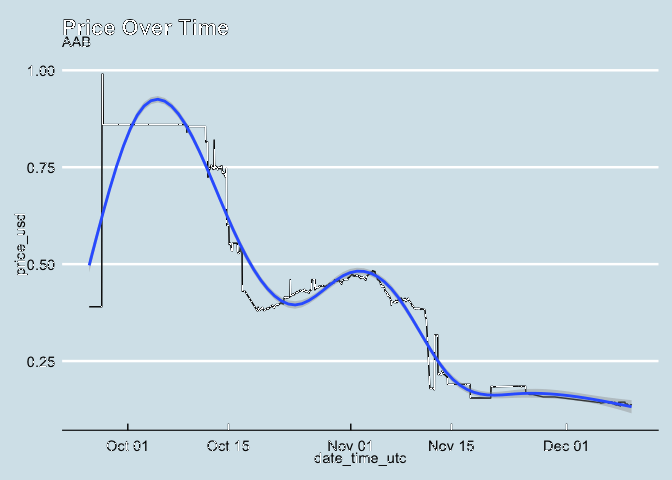 Price Over Time
AAB
1.00
0.75
0.50
0.25
price_usd
Oct 01 Oct 15 Nov 01 Nov 15 Dec 01
date_time_utc